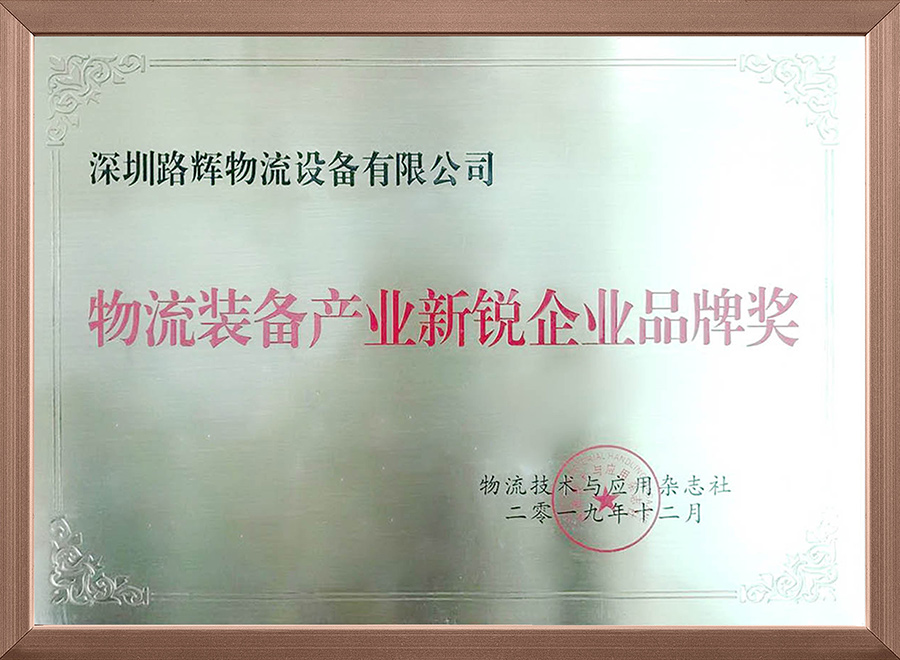 深圳路辉物流设备有限公司
物流装备产业新锐企业品牌奖
物流技术与应用杂志社
二零一九年十二月